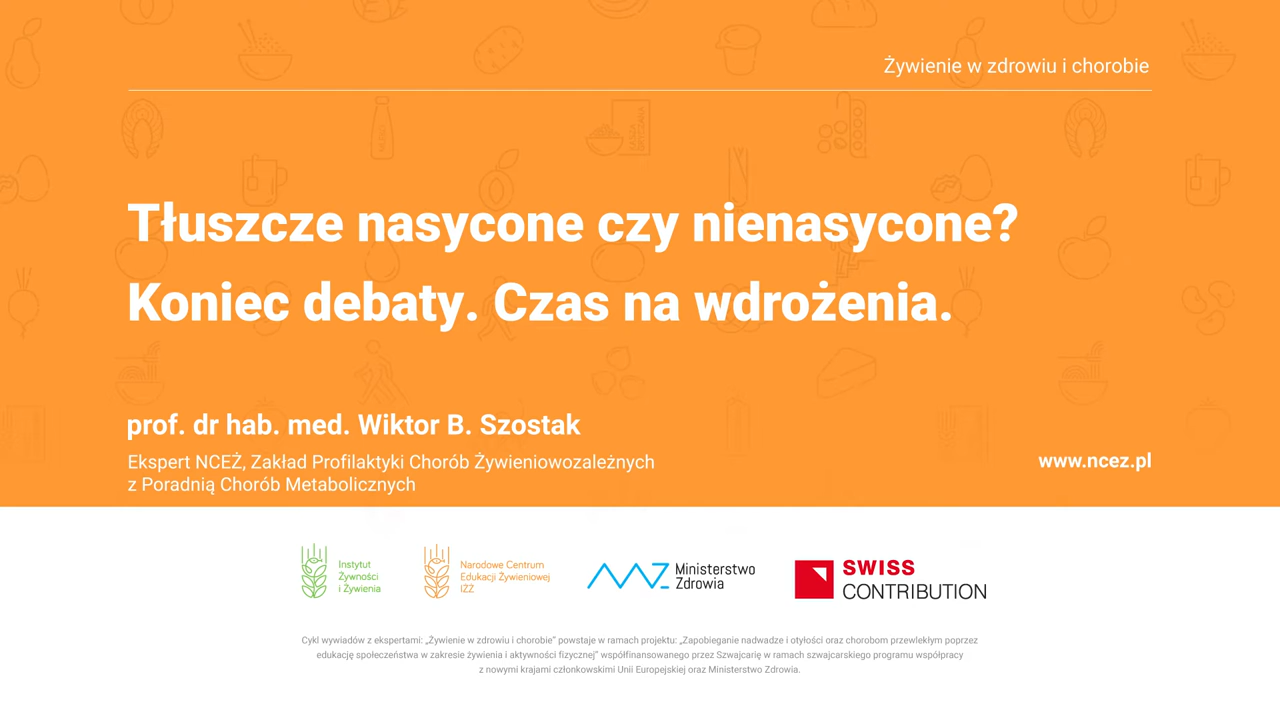 Żywienie w zdrowiu i chorobie
Tłuszcze nasycone czy nienasycone?
Koniec debaty. Czas na wdrożenia.
prof. dr hab. med. Wiktor B. Szostak
Ekspert NCEŻ, Zakład Profilaktyki Chorób Żywieniowozależnych
z Poradnią Chorób Metabolicznych
www.ncez.pl
Instytut
Żywności
i Żywienia
Narodowe Centrum
Edukacji Żywieniowej
IŻŻ
Ministerstwo
Zdrowia
SWISS
CONTRIBUTION
Cykl wywiadów z ekspertami: „Żywienie w zdrowiu i chorobie” powstaje w ramach projektu: „Zapobieganie nadwadze i otyłości oraz chorobom przewlekłym poprzez
edukację społeczeństwa w zakresie żywienia i aktywności fizycznej” współfinansowanego przez Szwajcarię w ramach szwajcarskiego programu współpracy
z nowymi krajami członkowskimi Unii Europejskiej oraz Ministerstwo Zdrowia.